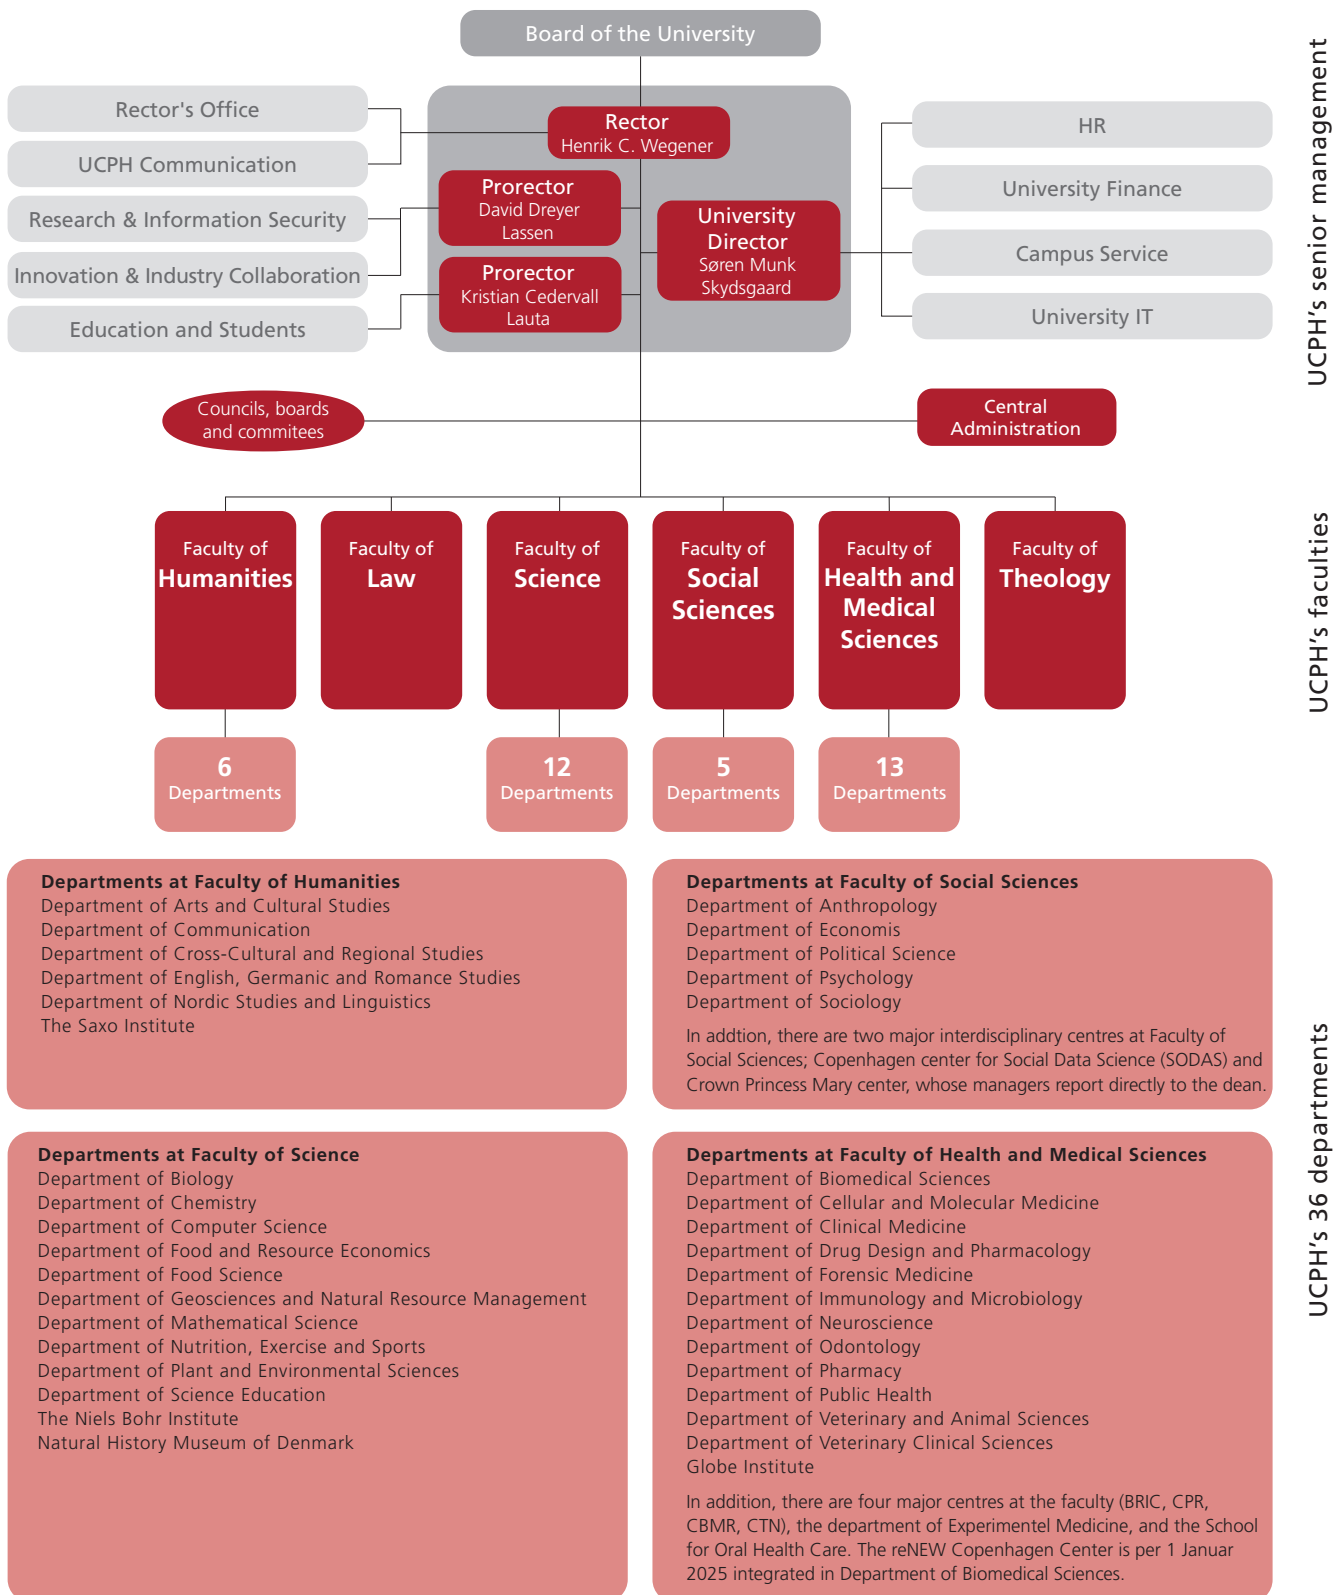 Board of the University
Rector's Office
UCPH Communication
Research & Information Security
Innovation & Industry Collaboration
Education and Students
Rector
Henrik C. Wegener
Prorector
David Dreyer
Lassen
Prorector
Kristian Cedervall
Lauta
University
Director
Søren Munk
Skydsgaard
HR
University Finance
Campus Service
University IT
UCPH's senior management
Councils, boards
and commitees
Central
Administration
Faculty of
Humanities
Faculty of
Law
Faculty of
Science
Faculty of
Social
Sciences
Faculty of
Health and
Medical
Sciences
Faculty of
Theology
UCPH's faculties
6
Departments
12
Departments
5
Departments
13
Departments
Departments at Faculty of Humanities
Department of Arts and Cultural Studies
Department of Communication
Department of Cross-Cultural and Regional Studies
Department of English, Germanic and Romance Studies
Department of Nordic Studies and Linguistics
The Saxo Institute
Departments at Faculty of Social Sciences
Department of Anthropology
Department of Economis
Department of Political Science
Department of Psychology
Department of Sociology
In addtion, there are two major interdisciplinary centres at Faculty of
Social Sciences; Copenhagen center for Social Data Science (SODAS) and
Crown Princess Mary center, whose managers report directly to the dean.
Departments at Faculty of Science
Department of Biology
Department of Chemistry
Department of Computer Science
Department of Food and Resource Economics
Department of Food Science
Department of Geosciences and Natural Resource Management
Department of Mathematical Science
Department of Nutrition, Exercise and Sports
Department of Plant and Environmental Sciences
Department of Science Education
The Niels Bohr Institute
Natural History Museum of Denmark
Departments at Faculty of Health and Medical Sciences
Department of Biomedical Sciences
Department of Cellular and Molecular Medicine
Department of Clinical Medicine
Department of Drug Design and Pharmacology
Department of Forensic Medicine
Department of Immunology and Microbiology
Department of Neuroscience
Department of Odontology
Department of Pharmacy
Department of Public Health
Department of Veterinary and Animal Sciences
Department of Veterinary Clinical Sciences
Globe Institute
In addition, there are four major centres at the faculty (BRIC, CPR,
CBMR, CTN), the department of Experimentel Medicine, and the School
for Oral Health Care. The reNEW Copenhagen Center is per 1 Januar
2025 integrated in Department of Biomedical Sciences.
UCPH's 36 departments